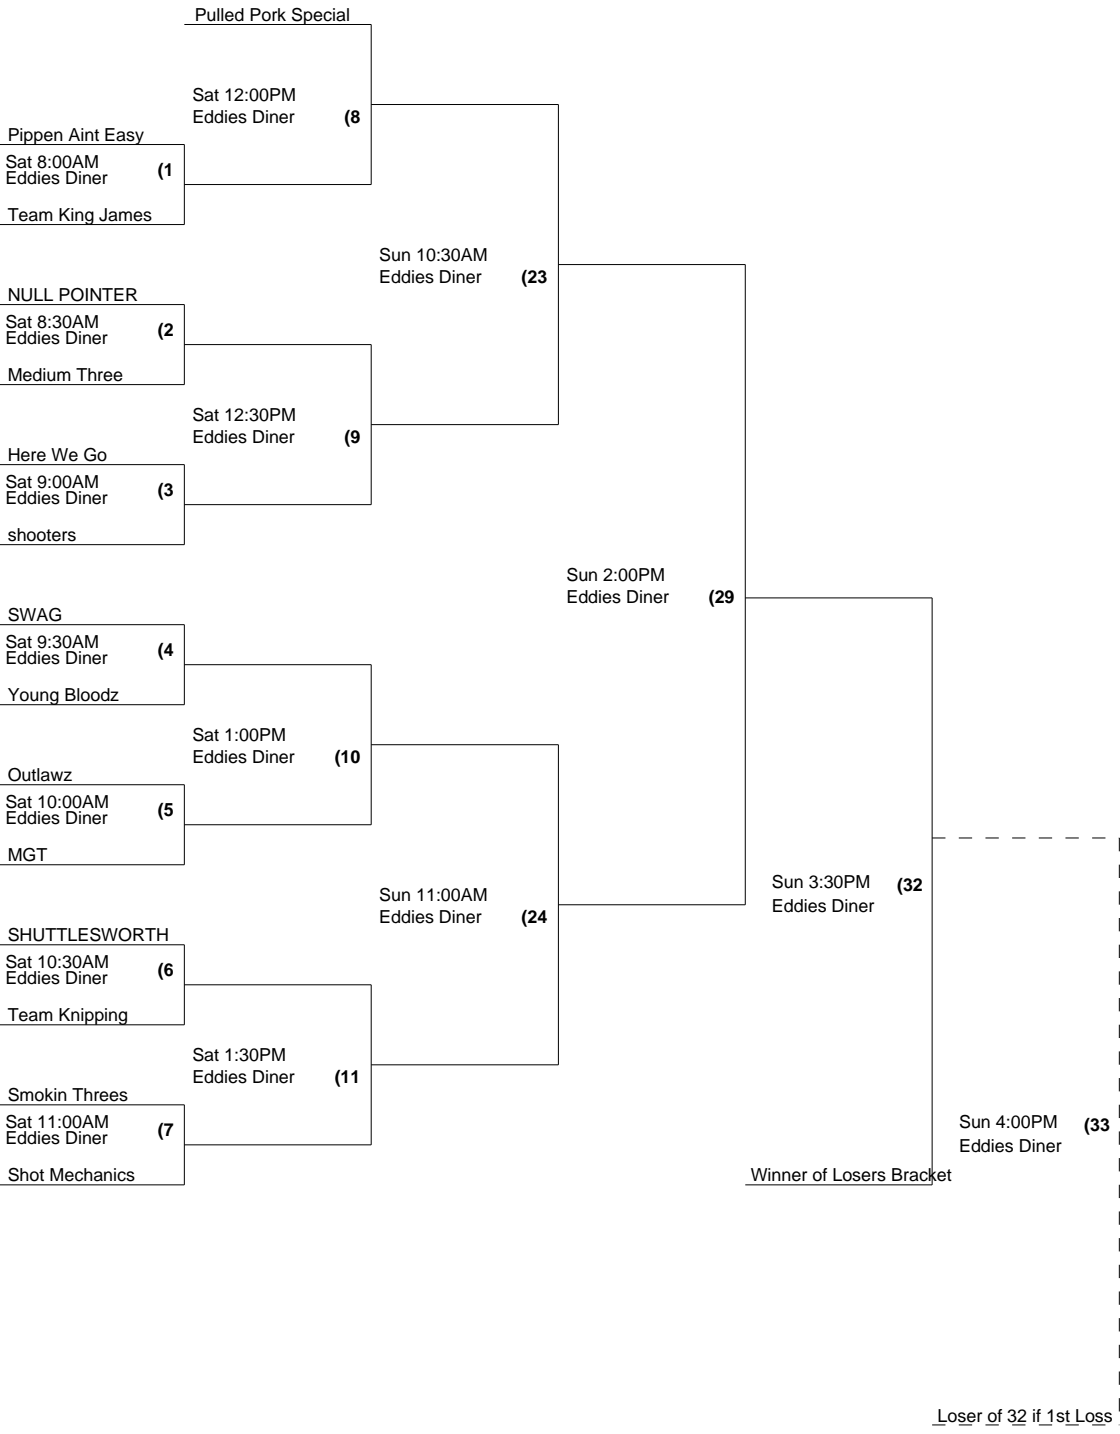 Pulled Pork Special
Sat 12:00PM
Eddies Diner (8
Pippen Aint Easy
Sat 8:00AM
Eddies Diner (1
Team King James
Sun 10:30AM
Eddies Diner (23
NULL POINTER
Sat 8:30AM
Eddies Diner (2
Medium Three
Sat 12:30PM
Eddies Diner (9
Here We Go
Sat 9:00AM
Eddies Diner (3
shooters
Sun 2:00PM
Eddies Diner (29
SWAG
Sat 9:30AM
Eddies Diner (4
Young Bloodz
Sat 1:00PM
Eddies Diner (10
Outlawz
Sat 10:00AM
Eddies Diner (5
MGT
Sun 3:30PM (32
Eddies Diner
Sun 11:00AM
Eddies Diner (24
SHUTTLESWORTH
Sat 10:30AM
Eddies Diner (6
Team Knipping
Sat 1:30PM
Eddies Diner (11
Smokin Threes
Sat 11:00AM
Eddies Diner (7
Shot Mechanics
Sun 4:00PM (33
Eddies Diner
Winner of Losers Bracket
Loser of 32 if 1st Loss